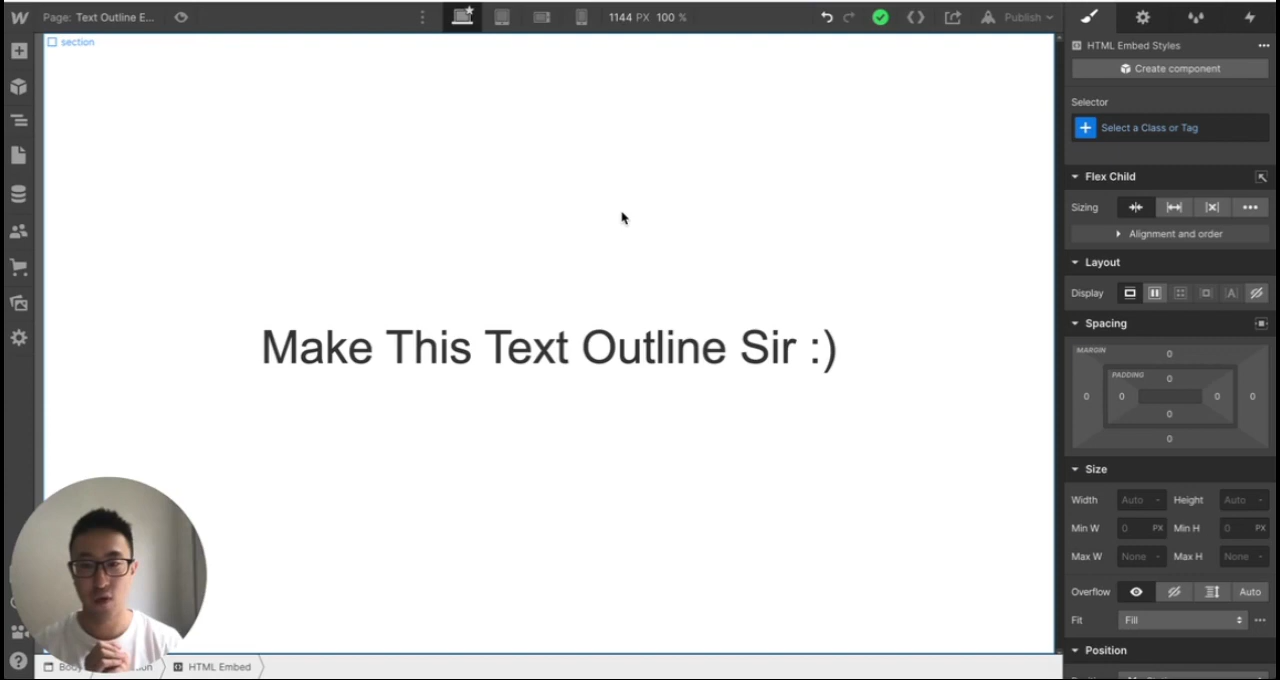 Page: Text Outline E...
1144 PX 100 %
Publish
section
Make This Text Outline Sir :)
HTML Embed
HTML Embed Styles
Create component
Selector
Select a Class or Tag
Flex Child
Sizing
Alignment and order
Layout
Display
Spacing
MARGIN
0
PADDING
0
0 0 0 0
0
0
Size
Width Auto - Height Auto -
Min W 0 PX Min H 0 PX
Max W None - Max H None -
Overflow Auto
Fit Fill
Position